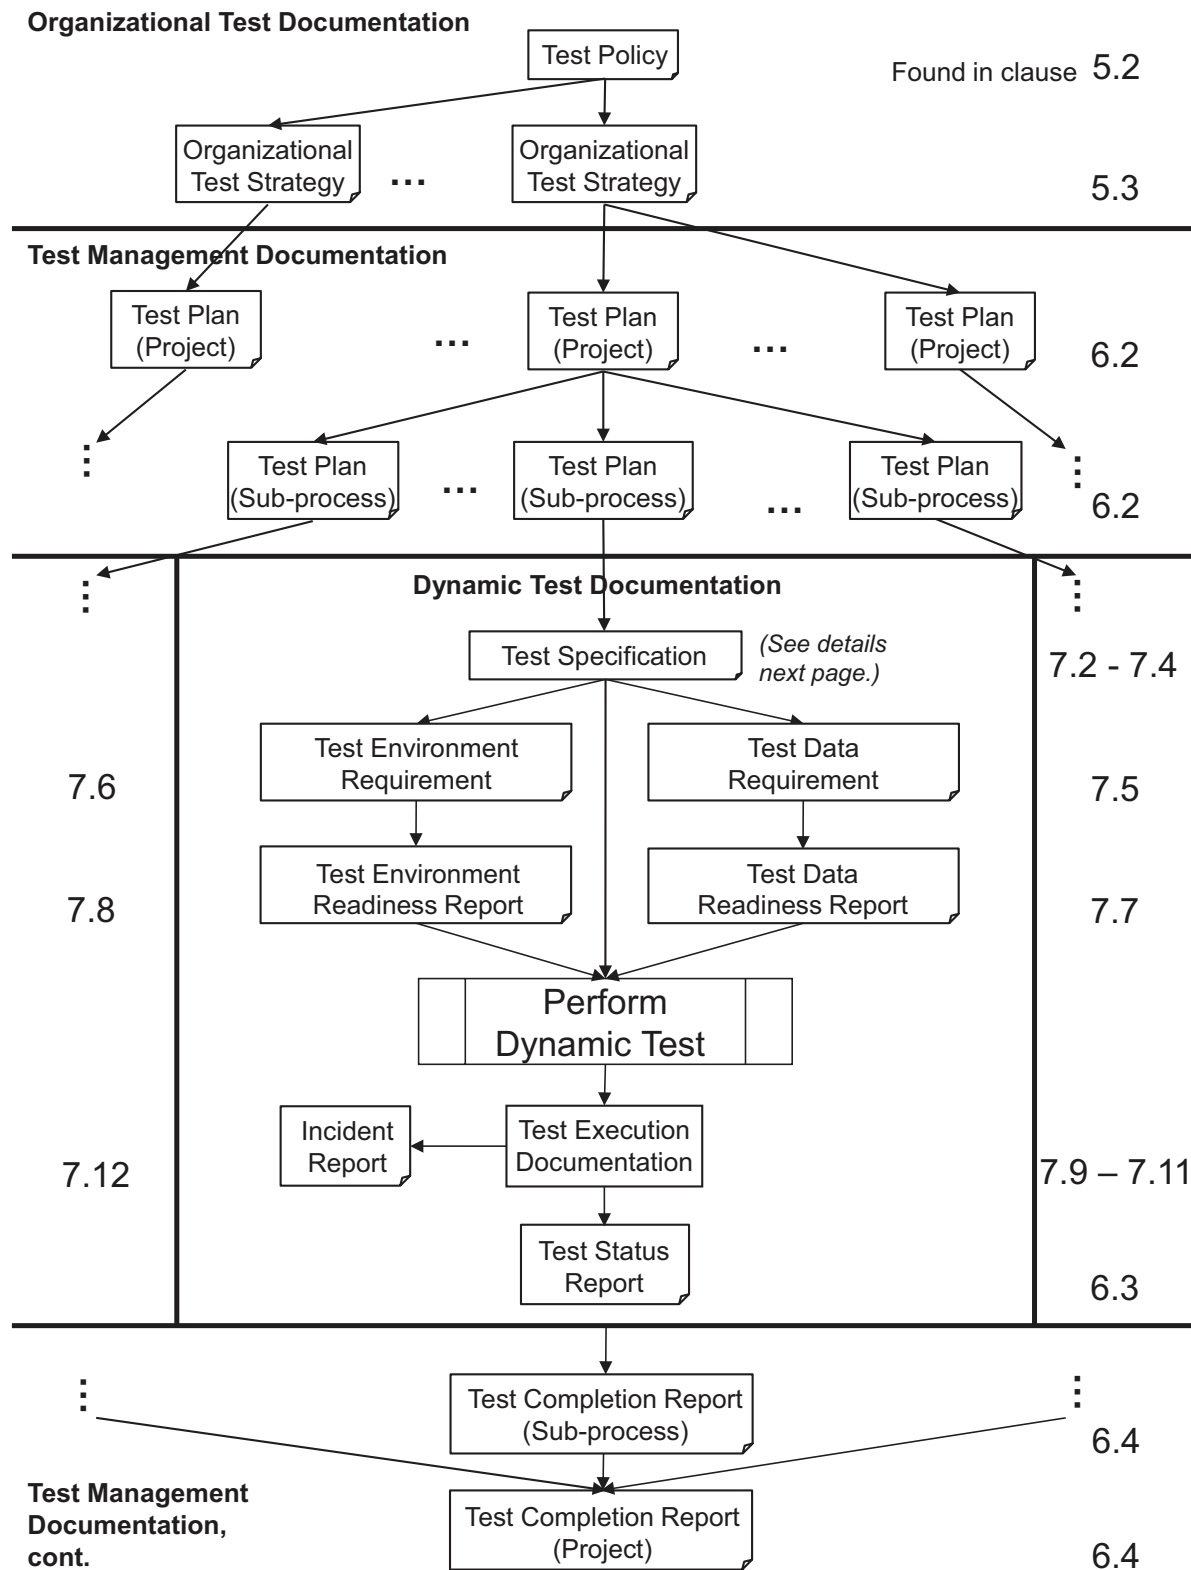 Organizational Test Documentation
Test Policy
Found in clause 5.2
Organizational
Test Strategy
...
Organizational
Test Strategy
5.3
Test Management Documentation
Test Plan
(Project)
...
Test Plan
(Project)
...
Test Plan
(Project)
6.2
...
Test Plan
(Sub-process)
...
Test Plan
(Sub-process)
...
Test Plan
(Sub-process)
...
6.2
...
Dynamic Test Documentation
...
Test Specification
(See details
next page.)
7.2 - 7.4
7.6
Test Environment
Requirement
Test Data
Requirement
7.5
7.8
Test Environment
Readiness Report
Test Data
Readiness Report
7.7
Perform
Dynamic Test
7.12
Incident
Report
Test Execution
Documentation
7.9 – 7.11
Test Status
Report
6.3
...
Test Completion Report
(Sub-process)
...
6.4
Test Management
Documentation,
cont.
Test Completion Report
(Project)
6.4